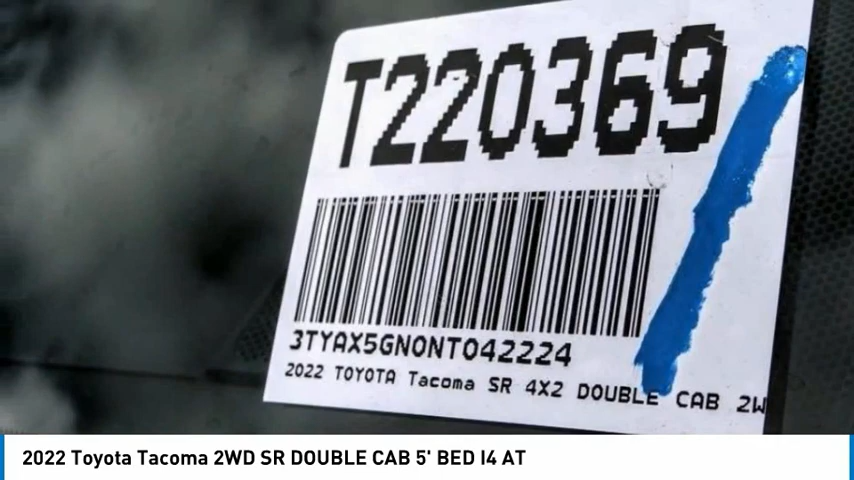 T220369
3TYAX5GN0NT042224
2022 TOYOTA Tacoma SR 4X2 DOUBLE CAB 2W
2022 Toyota Tacoma 2WD SR DOUBLE CAB 5' BED I4 AT